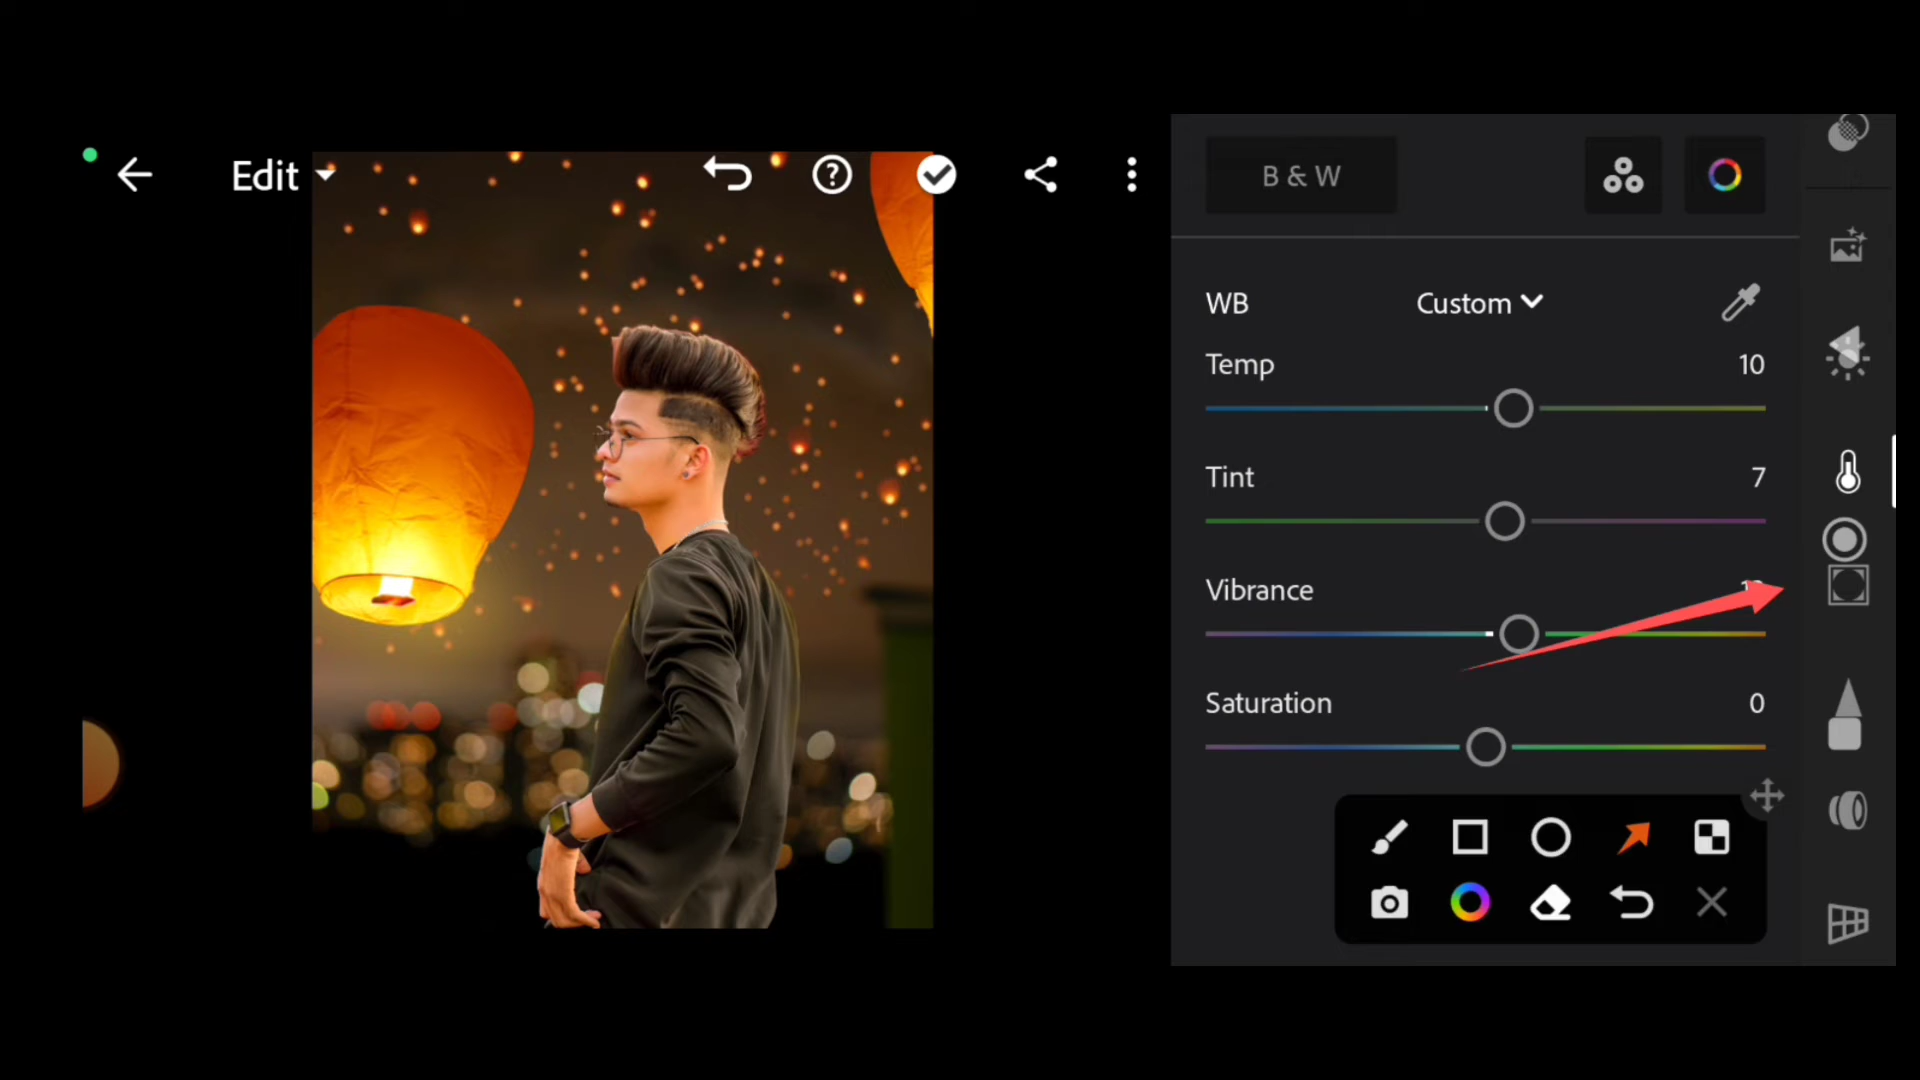 Edit
B & W
WB Custom
Temp 10
Tint 7
Vibrance
Saturation 0